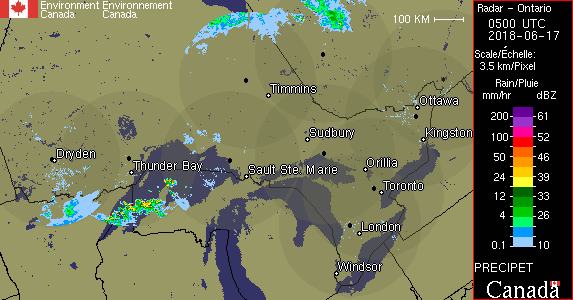 Environment Environnement
Canada Canada
100 KM
Timmins
Ottawa
Sudbury
Kingston
Dryden
Thunder Bay
Sault Ste. Marie
Orillia
Toronto
London
Windsor
Radar - Ontario
0500 UTC
2018-06-17
Scale/Échelle:
3.5 km/Pixel
Rain/Pluie
mm/hr dBZ
200 61
100 52
50 46
24 39
12 33
4 26
0.1 10
PRECIPET
Canada